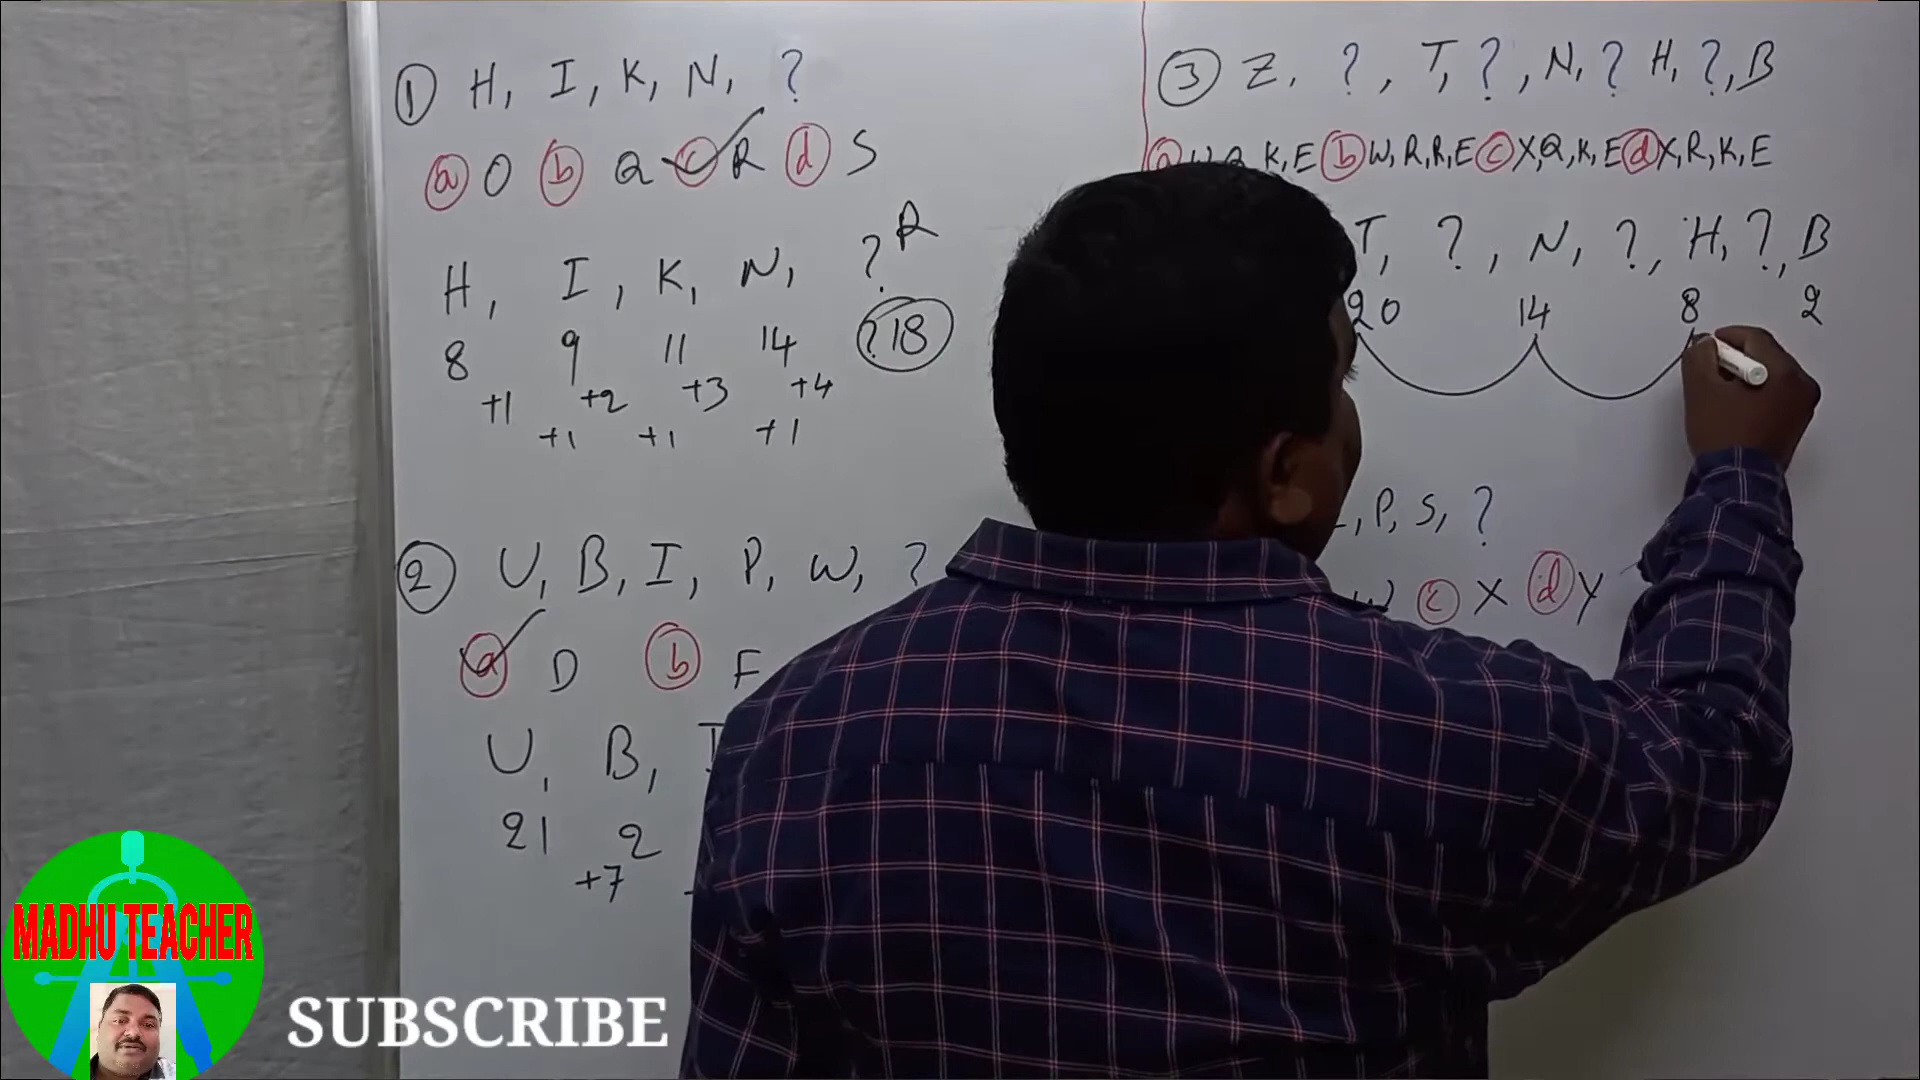 ① H, I, K, N, ?
ⓐ O ⓑ Q ⓒ R ⓓ S
H, I, K, N, ? R
8 9 11 14 ? 18
+1 +2 +3 +4
+1 +1 +1
② U, B, I, P, W, ?
ⓐ D ⓑ F
U, B, I
21 2
+7
③ Z, ?, T, ?, N, ? H, ?, B
ⓐ Q K, E ⓑ W, R, R, E ⓒ X, Q, K, E ⓓ X, R, K, E
T, ?, N, ?, H, ?, B
20 14 8 2
, P, S, ?
W ⓒ X ⓓ Y
MADHU TEACHER
SUBSCRIBE